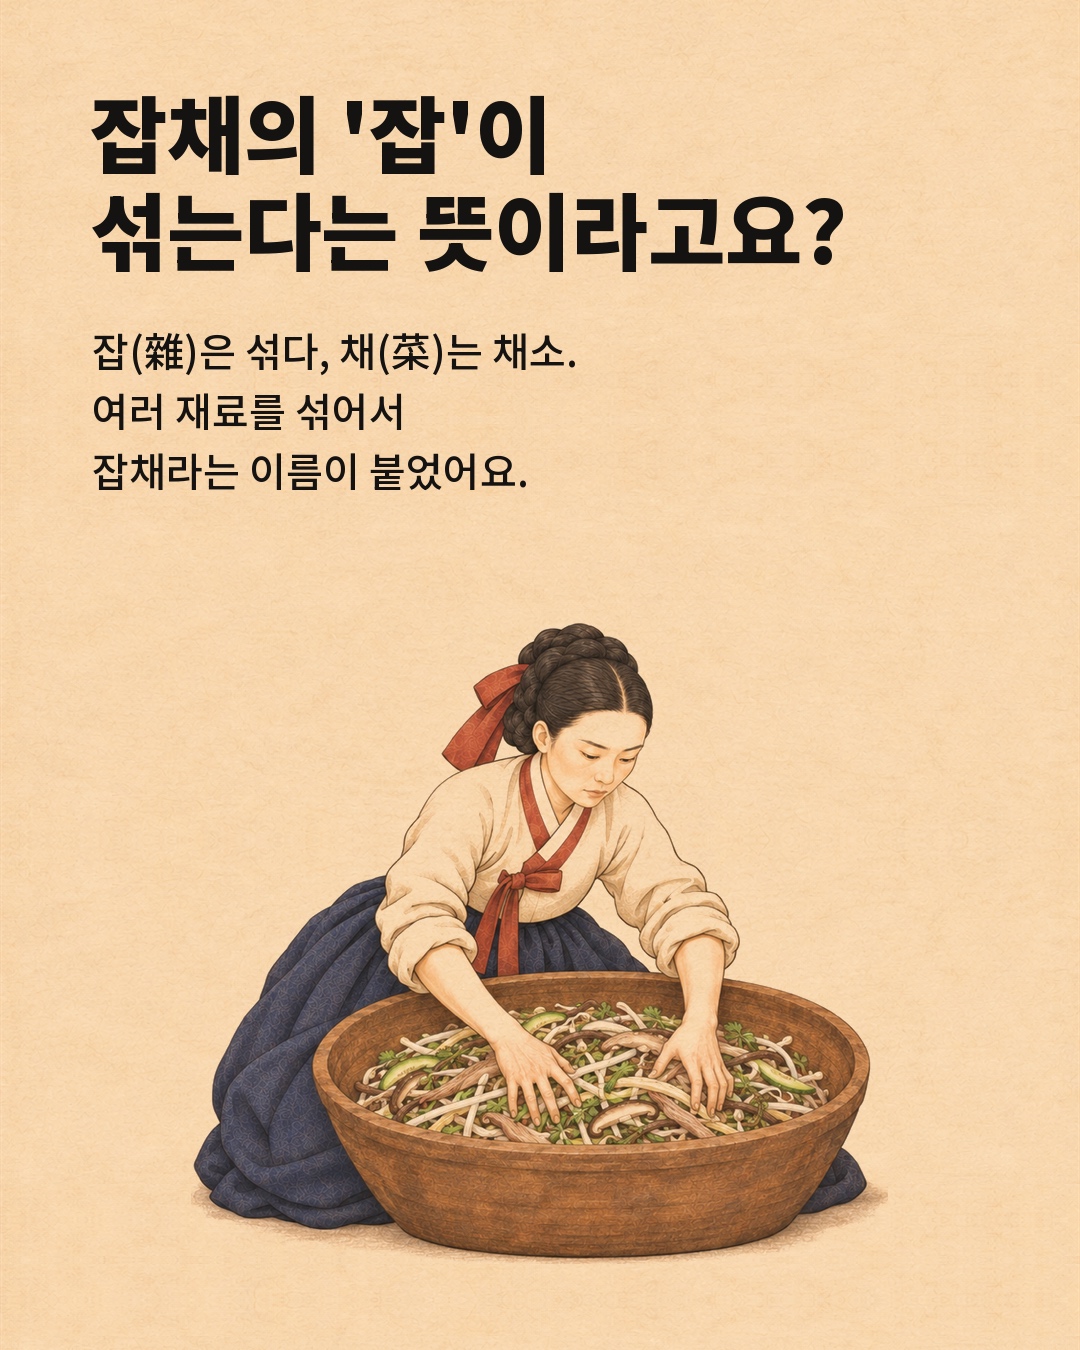 잡채의 '잡'이
섞는다는 뜻이라고요?
잡(雜)은 섞다, 채(菜)는 채소.
여러 재료를 섞어서
잡채라는 이름이 붙었어요.